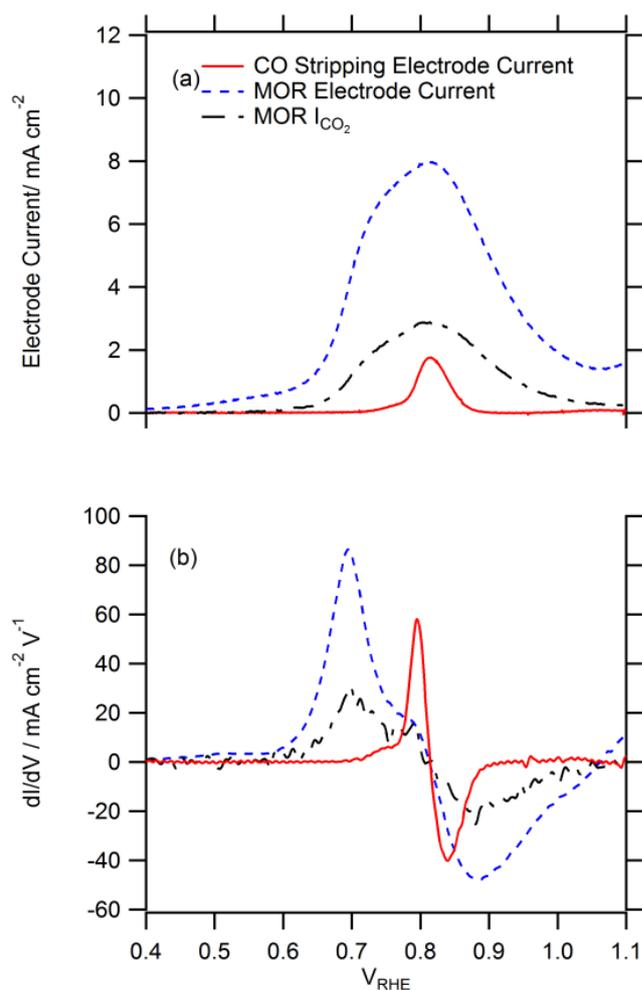 12
10
8
6
4
2
0
Electrode Current/ mA cm⁻²
(a)
CO Stripping Electrode Current
MOR Electrode Current
MOR I_CO₂
100
80
60
40
20
0
-20
-40
-60
dI/dV / mA cm⁻² V⁻¹
(b)
0.4 0.5 0.6 0.7 0.8 0.9 1.0 1.1
V_RHE